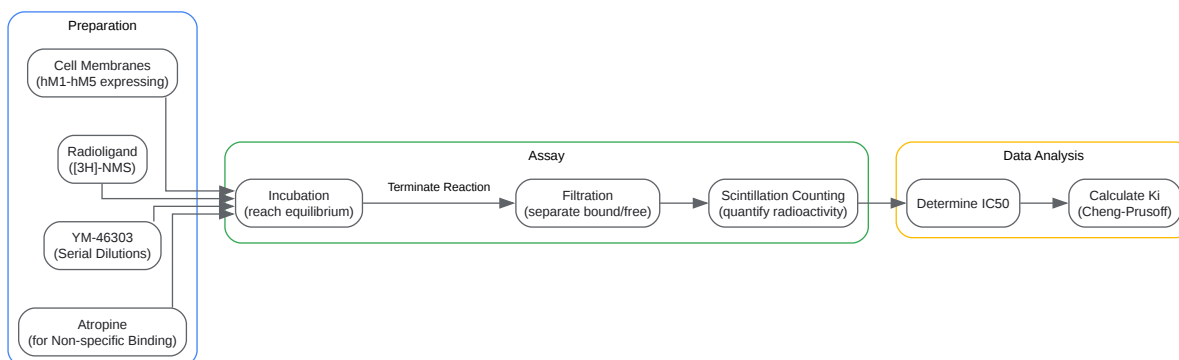 Preparation
Cell Membranes
(hM1-hM5 expressing)
Radioligand
([3H]-NMS)
YM-46303
(Serial Dilutions)
Atropine
(for Non-specific Binding)
Assay
Incubation
(reach equilibrium)
Terminate Reaction
Filtration
(separate bound/free)
Scintillation Counting
(quantify radioactivity)
Data Analysis
Determine IC50
Calculate Ki
(Cheng-Prusoff)